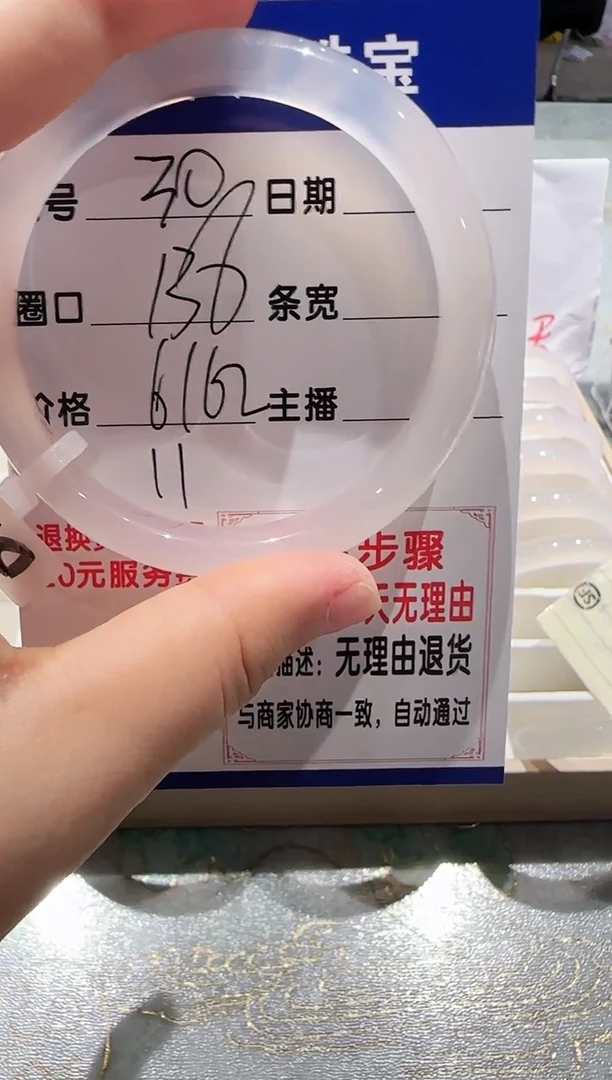 宝
号 30 日期
圈口 130 条宽
价格 6162 主播
11
退换
0元服务
步骤
天无理由
描述：无理由退货
与商家协商一致，自动通过